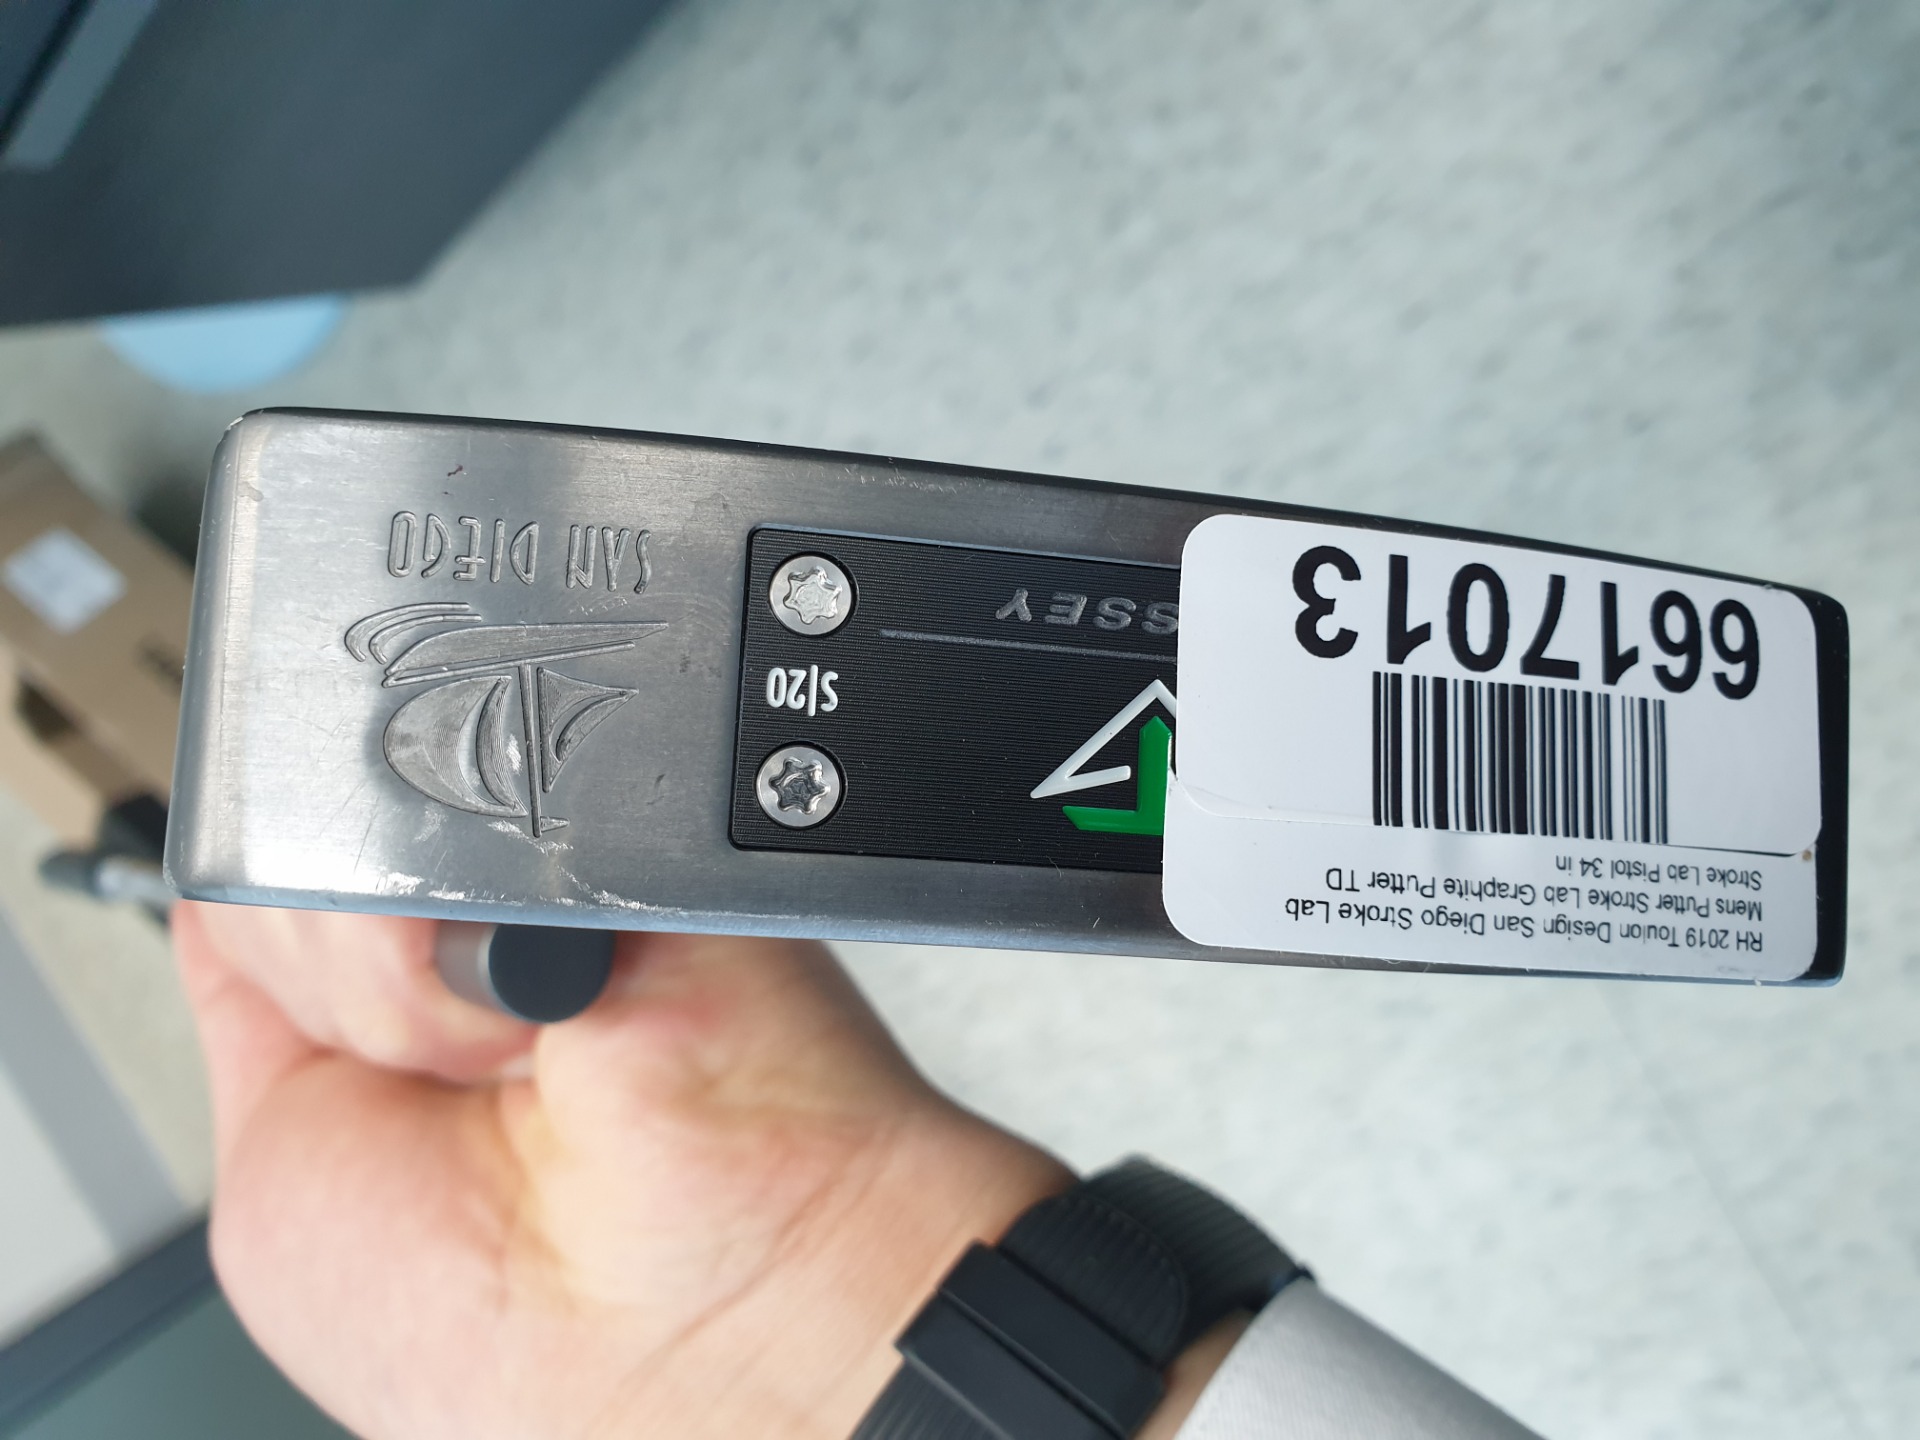 RH 2019 Toulon Design San Diego Stroke Lab
Mens Putter Stroke Lab Graphite Putter TD
Stroke Lab Pistol 34 in
6617013
S|20
SSEY
SAN DIEGO